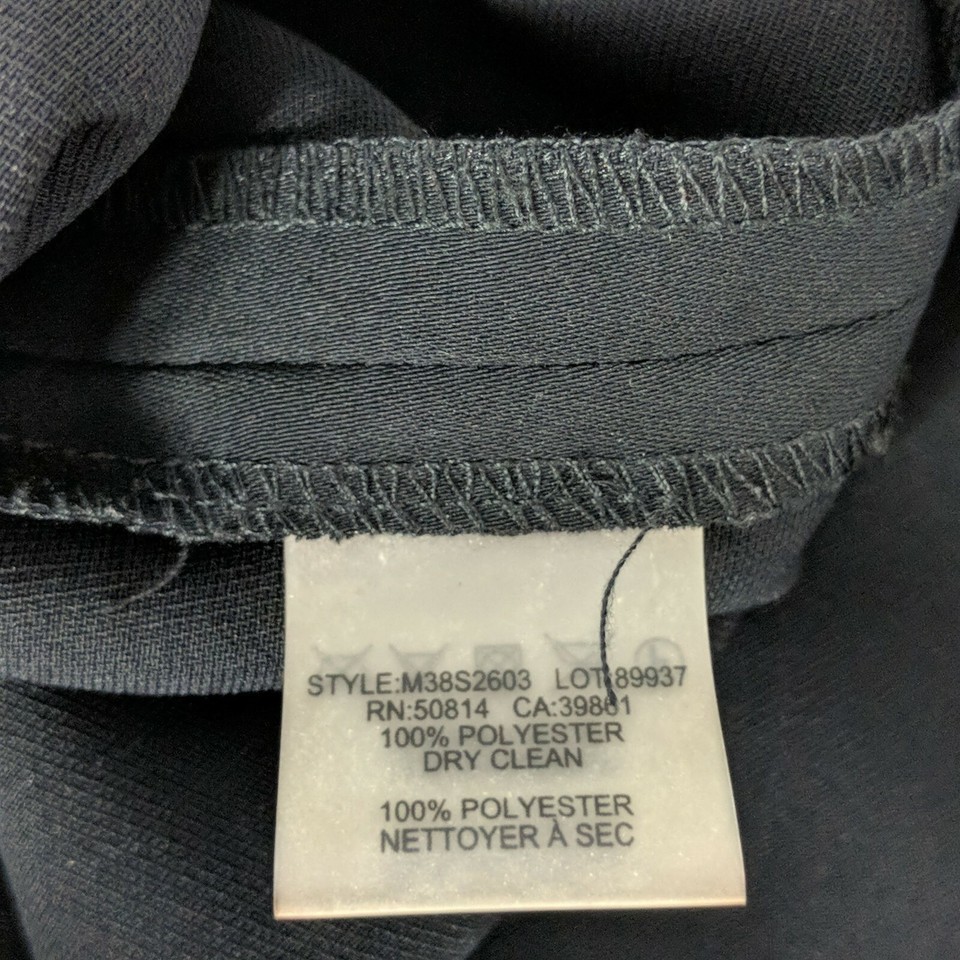 STYLE:M38S2603 LOT:89937
RN:50814 CA:39861
100% POLYESTER
DRY CLEAN
100% POLYESTER
NETTOYER À SEC